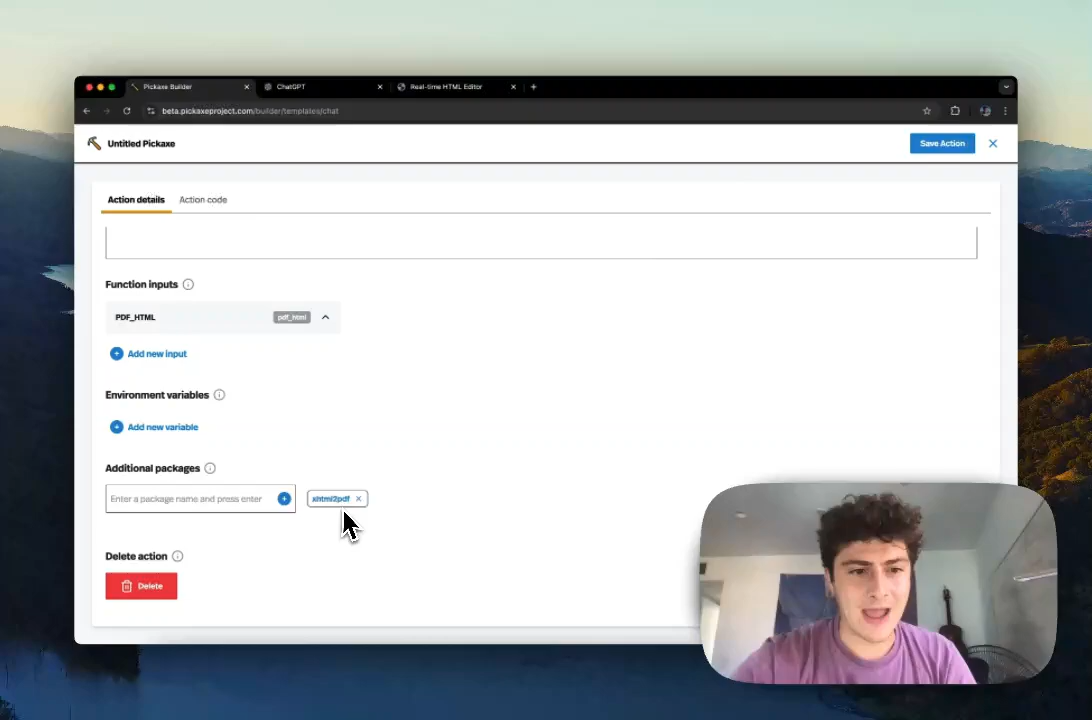 Pickaxe Builder
ChatGPT
Real-time HTML Editor
beta.pickaxeproject.com/builder/templates/chat
Untitled Pickaxe
Save Action
Action details
Action code
Function inputs
PDF_HTML
pdf_html
Add new input
Environment variables
Add new variable
Additional packages
Enter a package name and press enter
xhtml2pdf
Delete action
Delete